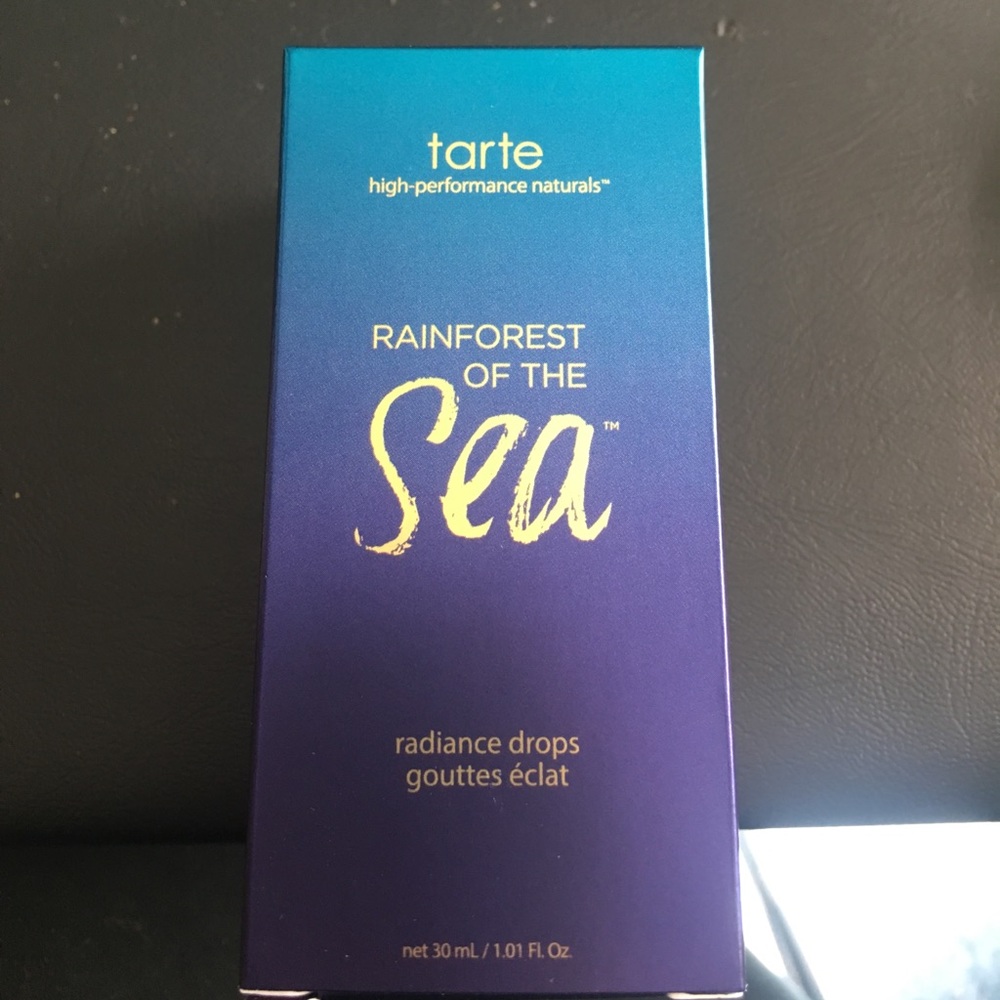 tarte
high-performance naturals™
RAINFOREST
OF THE
Sea™
radiance drops
gouttes éclat
net 30 mL / 1.01 Fl. Oz.